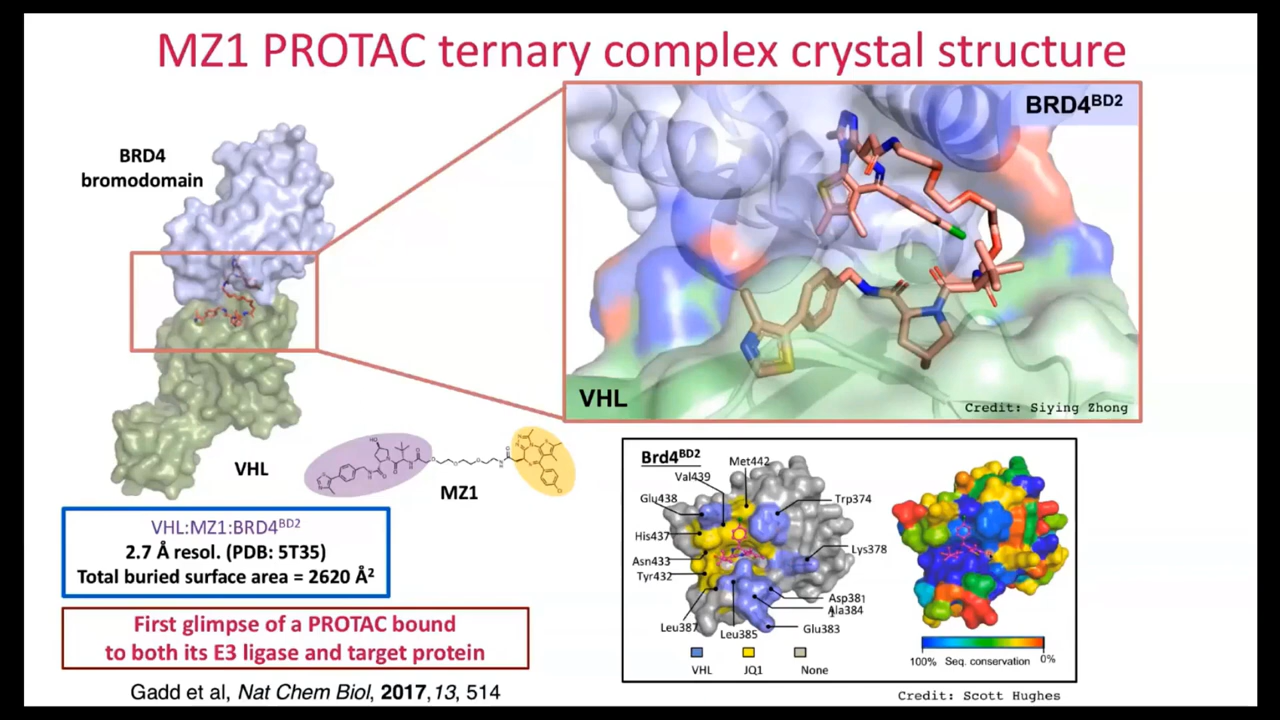 MZ1 PROTAC ternary complex crystal structure
BRD4
bromodomain
VHL
MZ1
HO
Cl
BRD4BD2
VHL
Credit: Siying Zhong
VHL:MZ1:BRD4BD2
2.7 Å resol. (PDB: 5T35)
Total buried surface area = 2620 Å2
First glimpse of a PROTAC bound
to both its E3 ligase and target protein
Gadd et al, Nat Chem Biol, 2017, 13, 514
Brd4BD2
Met442
Val439
Glu438
Trp374
His437
Lys378
Asn433
Tyr432
Asp381
Ala384
Leu387
Leu385
Glu383
VHL
JQ1
None
100%
Seq. conservation
0%
Credit: Scott Hughes